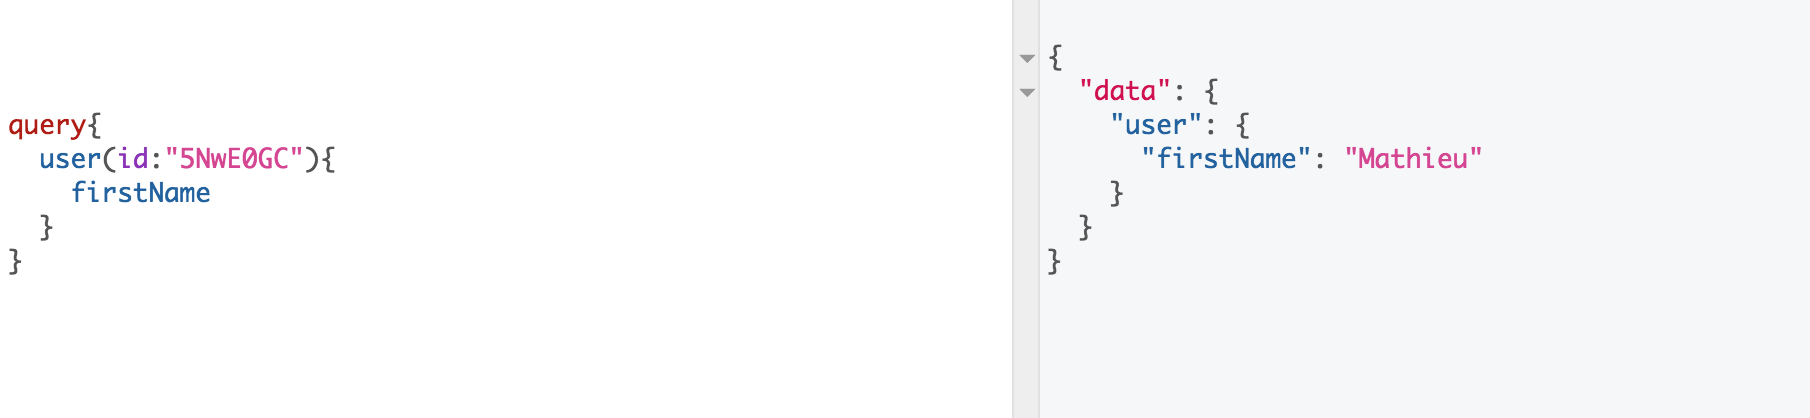 query{
  user(id:"5NwE0GC"){
    firstName
  }
}
{
  "data": {
    "user": {
      "firstName": "Mathieu"
    }
  }
}